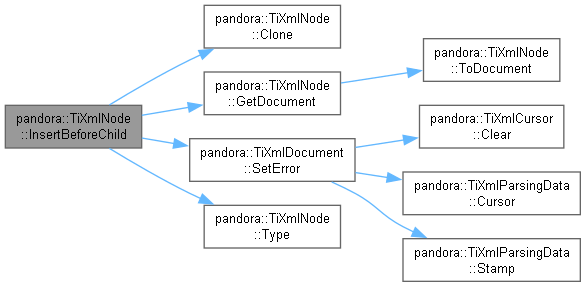 pandora::TiXmlNode
::InsertBeforeChild
pandora::TiXmlNode
::Clone
pandora::TiXmlNode
::GetDocument
pandora::TiXmlDocument
::SetError
pandora::TiXmlNode
::Type
pandora::TiXmlNode
::ToDocument
pandora::TiXmlCursor
::Clear
pandora::TiXmlParsingData
::Cursor
pandora::TiXmlParsingData
::Stamp